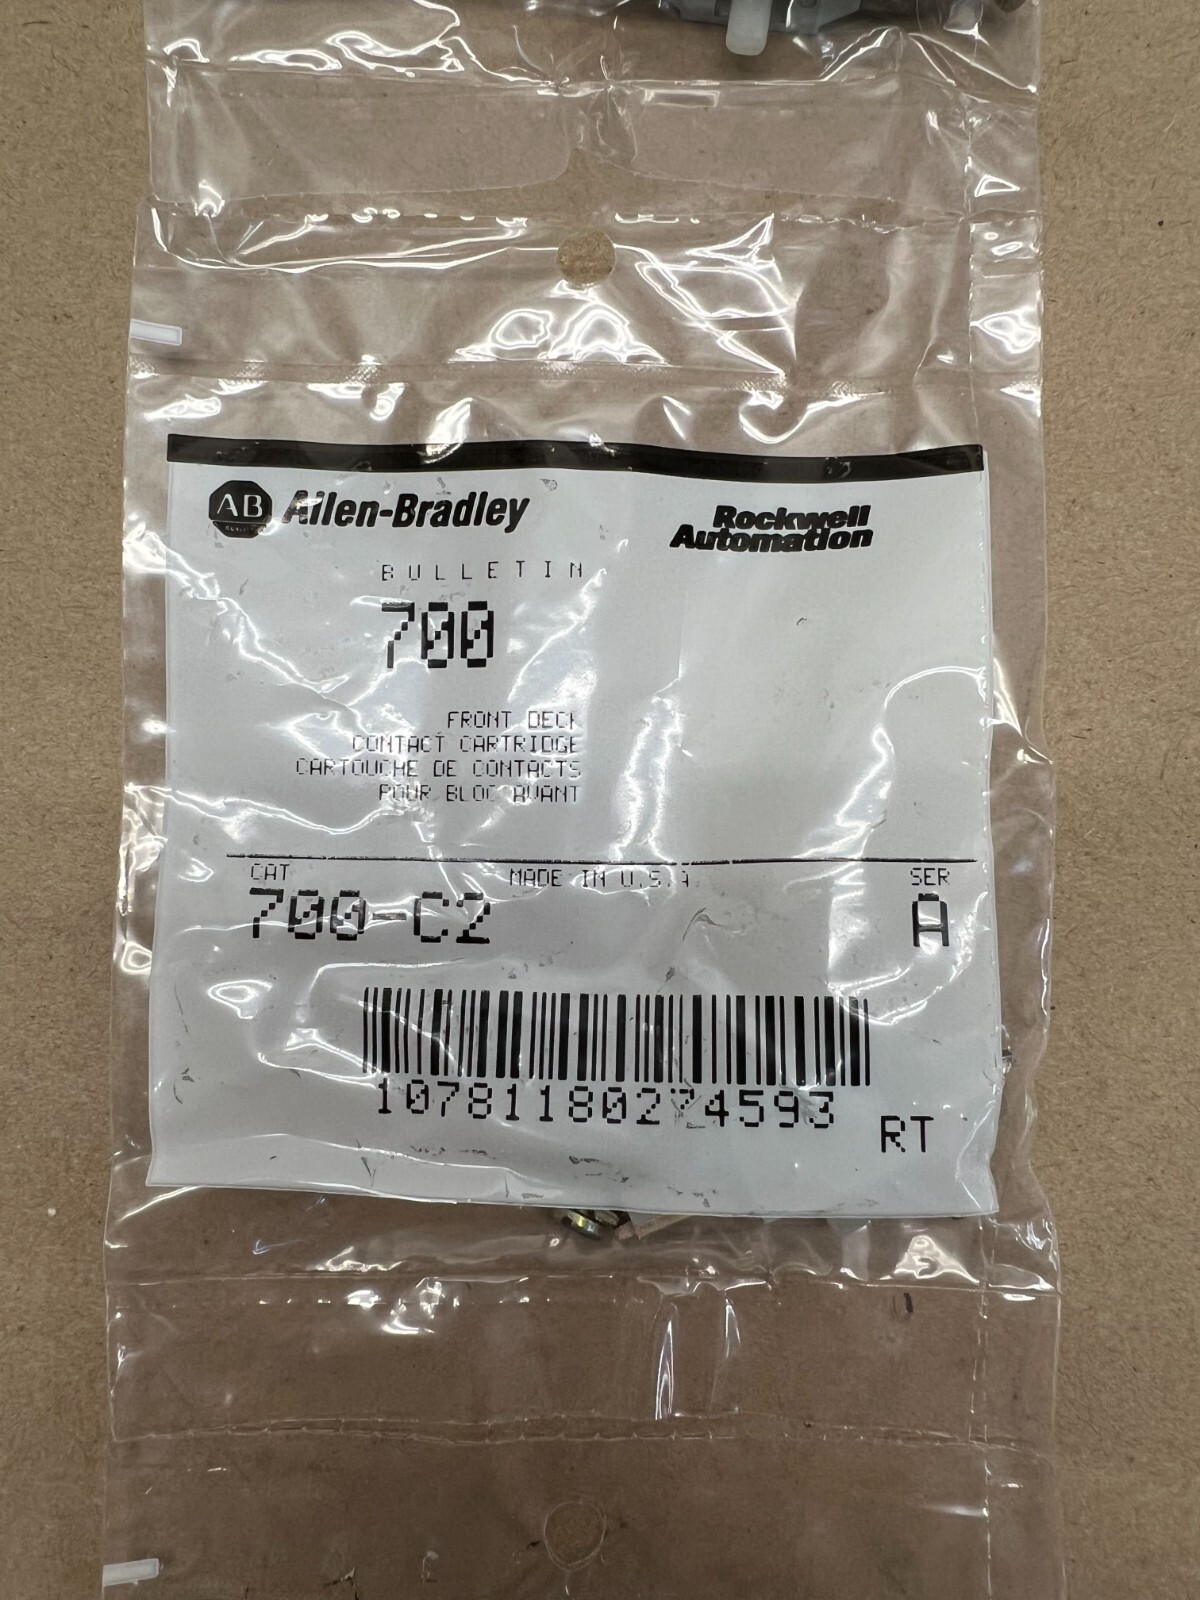 AB Allen-Bradley
Rockwell
Automation
BULLETIN
700
FRONT DECK
CONTACT CARTRIDGE
CARTOUCHE DE CONTACTS
POUR BLOC AVANT
CAT MADE IN U.S.A. SER
700-C2 A
10781180274593
RT